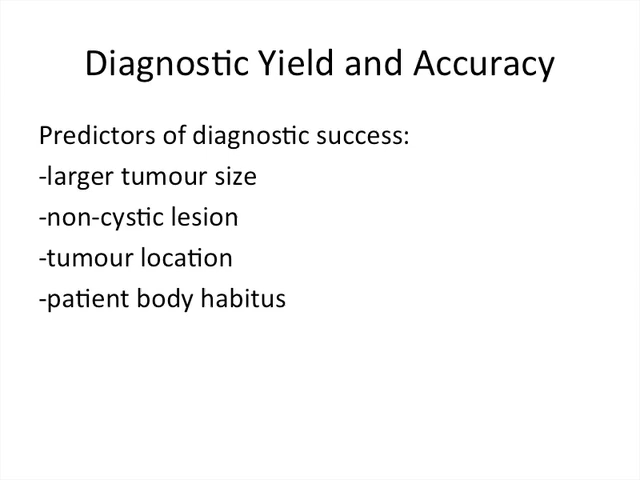 Diagnostic Yield and Accuracy
Predictors of diagnostic success:
-larger tumour size
-non-cystic lesion
-tumour location
-patient body habitus